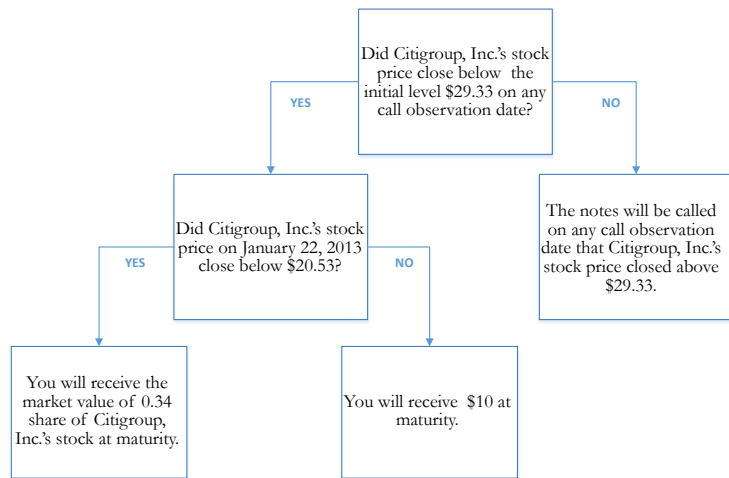 Did Citigroup, Inc.'s stock
price close below the
initial level $29.33 on any
call observation date?
YES
NO
Did Citigroup, Inc.'s stock
price on January 22, 2013
close below $20.53?
The notes will be called
on any call observation
date that Citigroup, Inc.'s
stock price closed above
$29.33.
YES
NO
You will receive the
market value of 0.34
share of Citigroup,
Inc.'s stock at maturity.
You will receive $10 at
maturity.